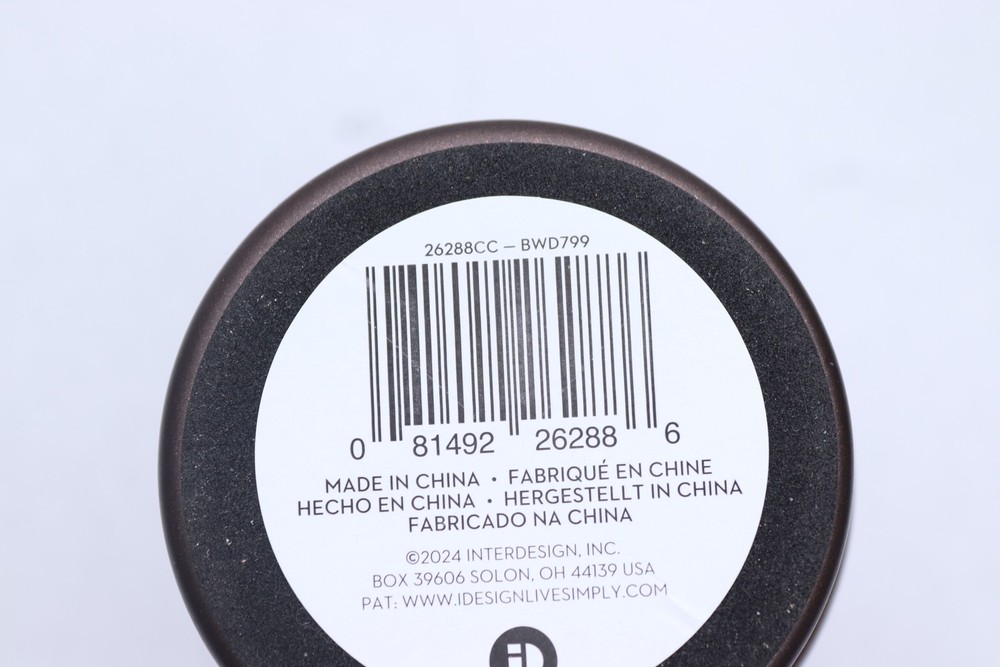 26288CC – BWD799
0 81492 26288 6
MADE IN CHINA • FABRIQUÉ EN CHINE
HECHO EN CHINA • HERGESTELLT IN CHINA
FABRICADO NA CHINA
©2024 INTERDESIGN, INC.
BOX 39606 SOLON, OH 44139 USA
PAT: WWW.IDESIGNLIVESIMPLY.COM
iD